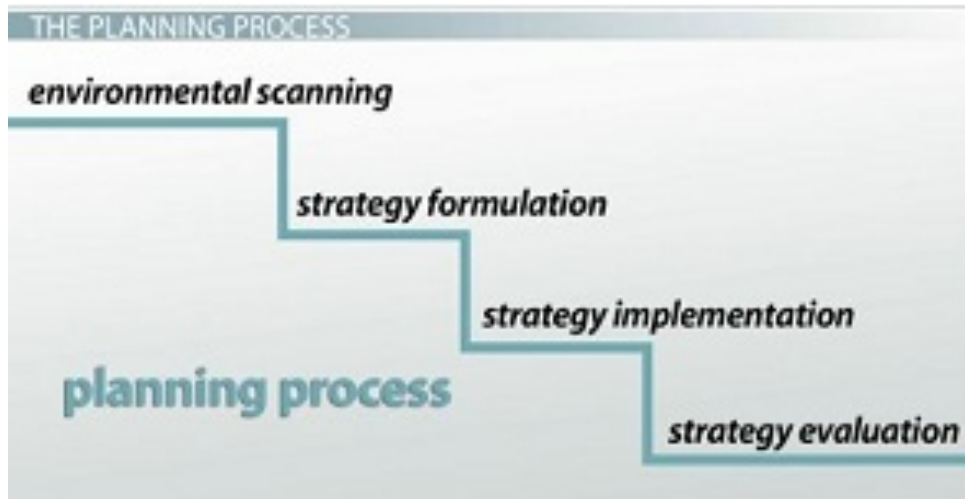 THE PLANNING PROCESS
environmental scanning
strategy formulation
strategy implementation
planning process
strategy evaluation